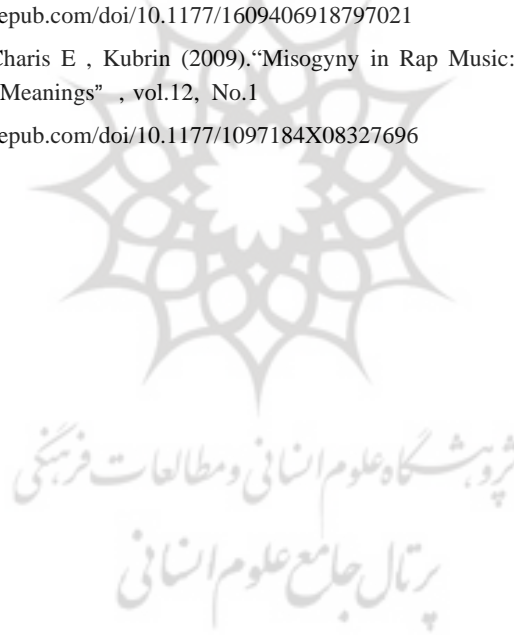 epub.com/doi/10.1177/1609406918797021
Charis E , Kubrin (2009).“Misogyny in Rap Music:
Meanings” , vol.12, No.1
epub.com/doi/10.1177/1097184X08327696
پژوهشگاه علوم انسانی و مطالعات فرهنگی
پرتال جامع علوم انسانی